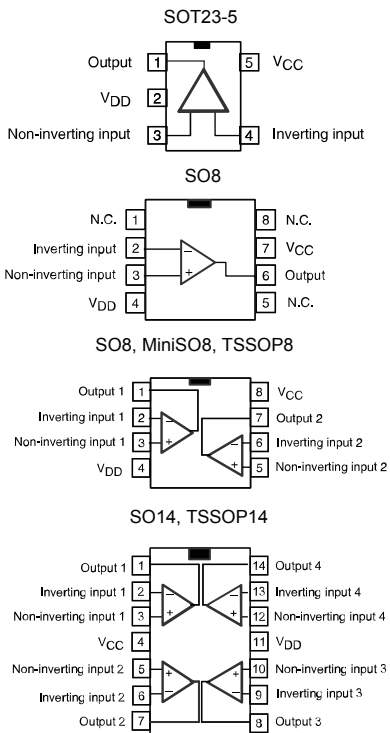 SOT23-5
Output 1 5 VCC
VDD 2
Non-inverting input 3 4 Inverting input
SO8
N.C. 1 8 N.C.
Inverting input 2 − 7 VCC
Non-inverting input 3 + 6 Output
VDD 4 5 N.C.
SO8, MiniSO8, TSSOP8
Output 1 1 8 VCC
Inverting input 1 2 − 7 Output 2
Non-inverting input 1 3 + − 6 Inverting input 2
VDD 4 + 5 Non-inverting input 2
SO14, TSSOP14
Output 1 1 14 Output 4
Inverting input 1 2 − − 13 Inverting input 4
Non-inverting input 1 3 + + 12 Non-inverting input 4
VCC 4 11 VDD
Non-inverting input 2 5 + + 10 Non-inverting input 3
Inverting input 2 6 − − 9 Inverting input 3
Output 2 7 8 Output 3